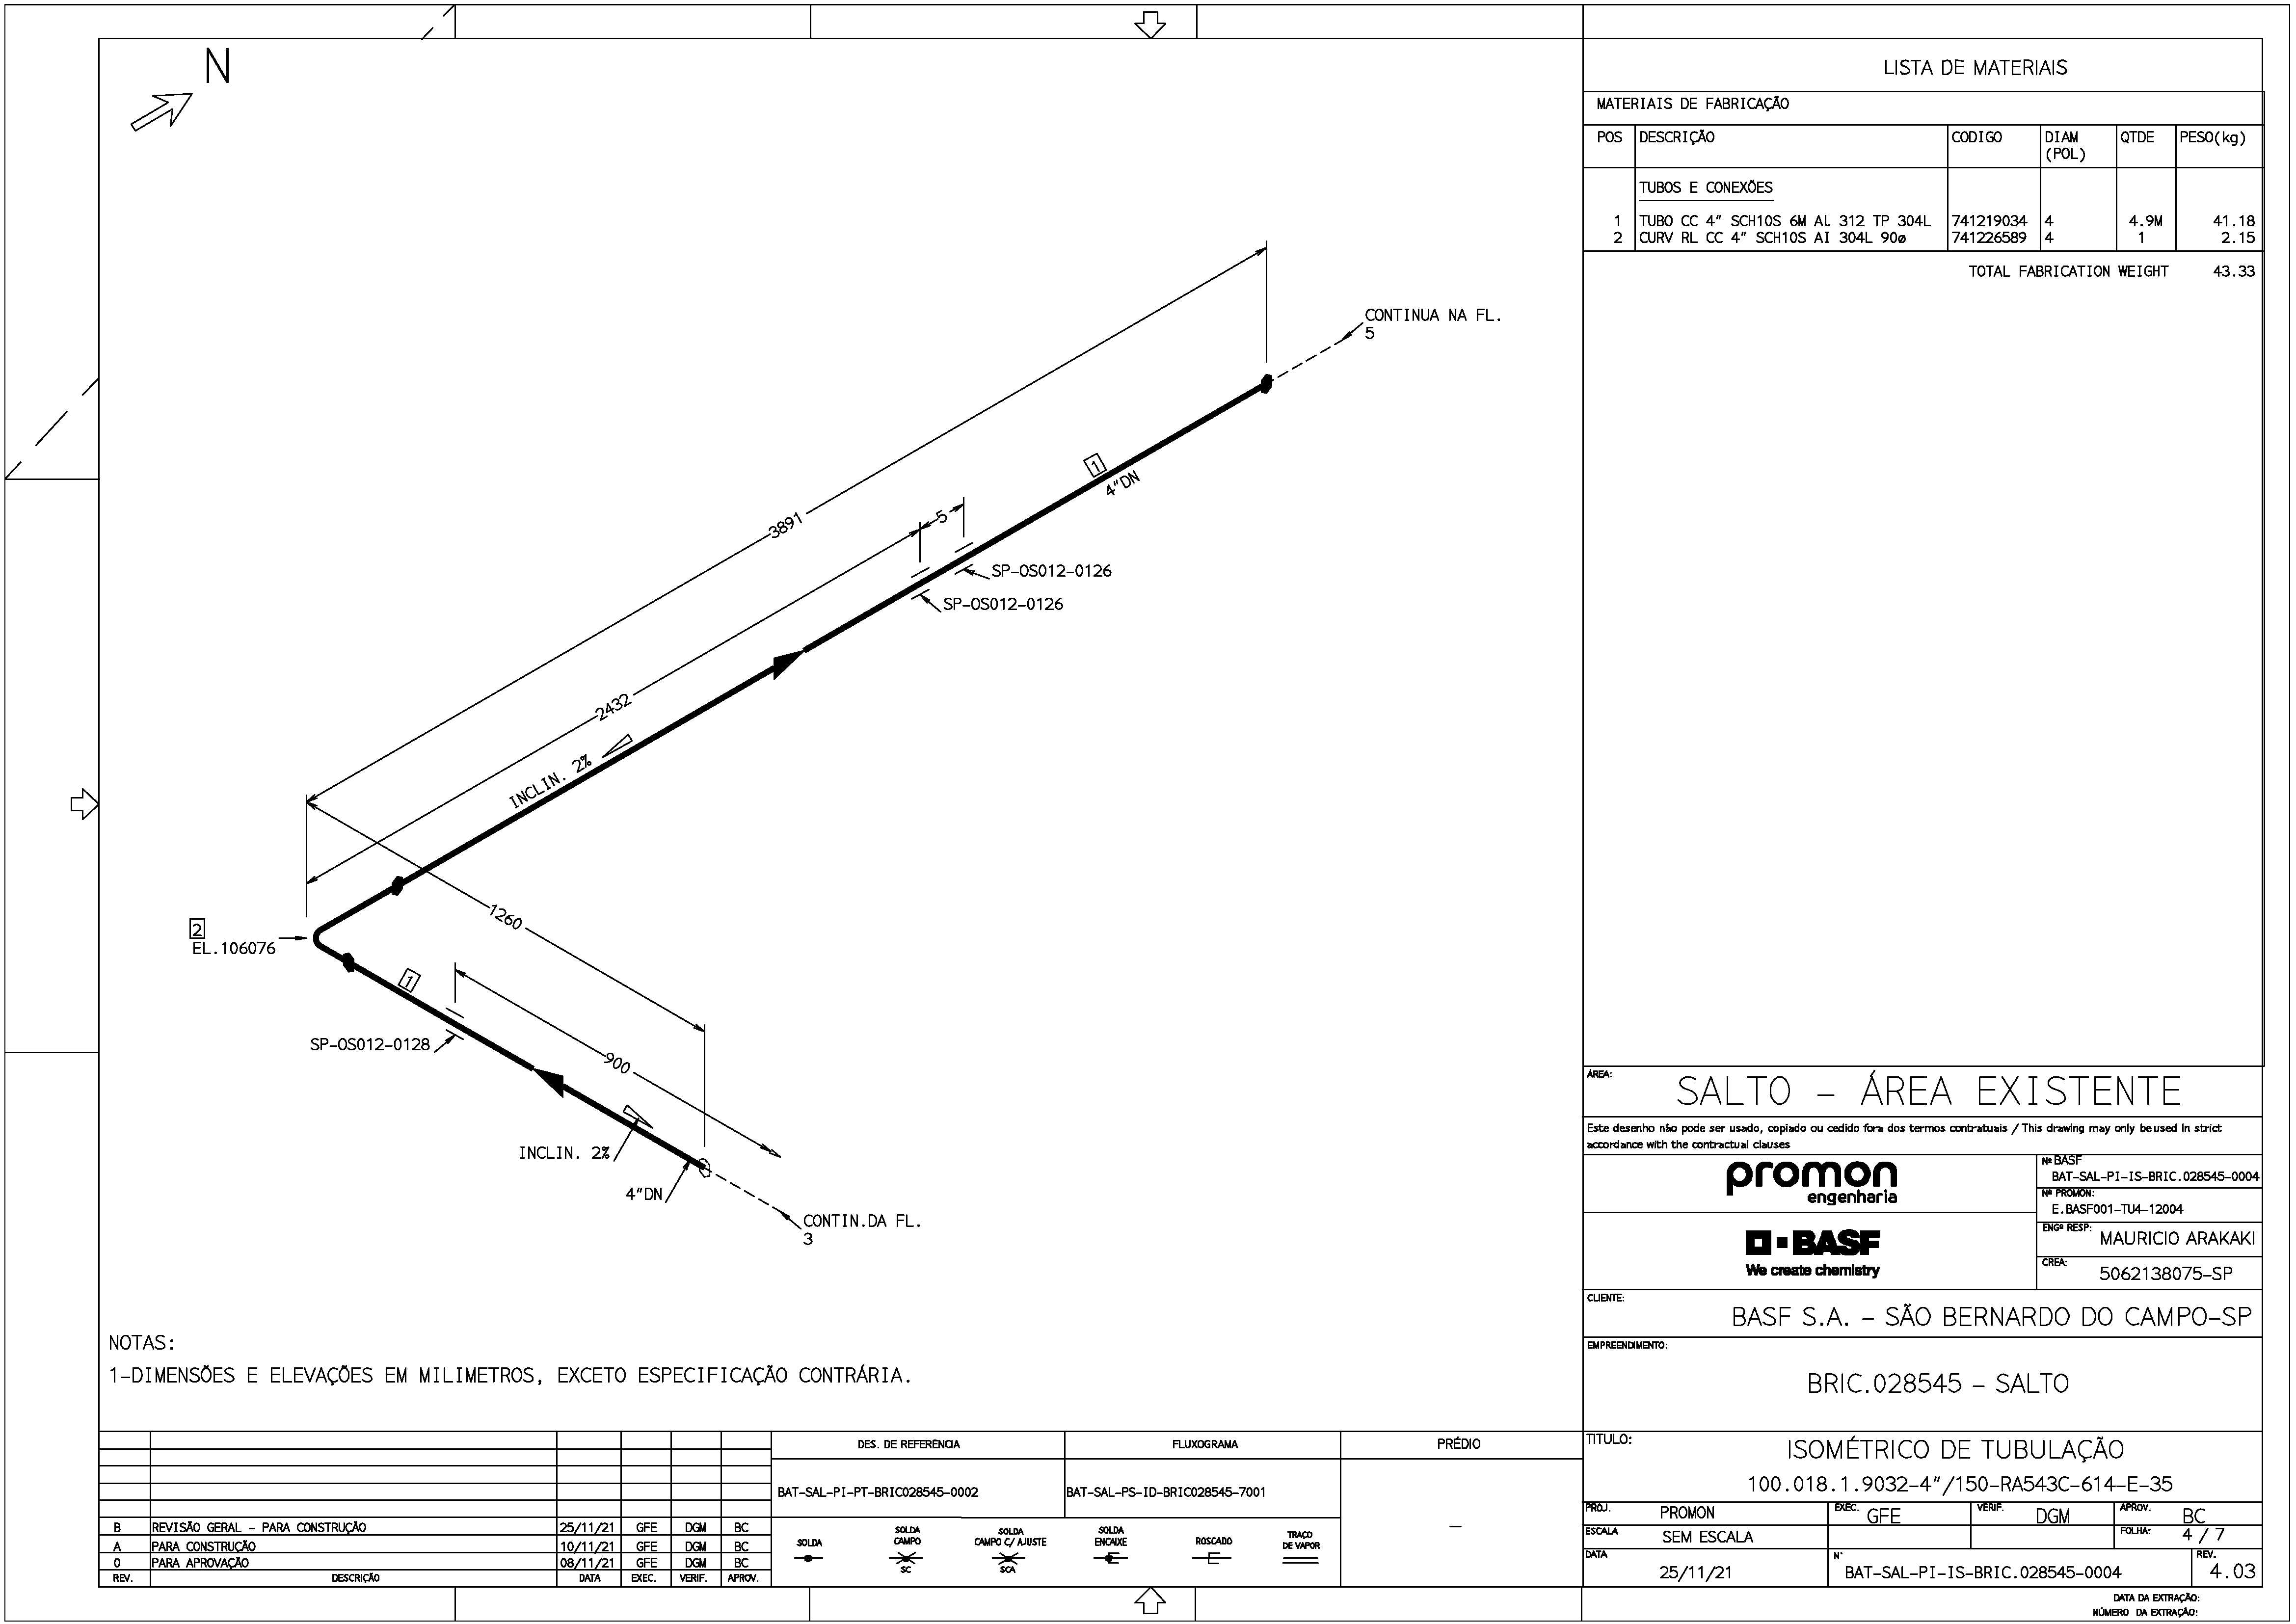 N
LISTA DE MATERIAIS
MATERIAIS DE FABRICAÇÃO
POS DESCRIÇÃO CODIGO DIAM (POL) QTDE PESO(kg)
TUBOS E CONEXÕES
1 TUBO CC 4" SCH10S 6M Al 312 TP 304L 741219034 4 4.9M 41.18
2 CURV RL CC 4" SCH10S AI 304L 90ø 741226589 4 1 2.15
TOTAL FABRICATION WEIGHT 43.33
CONTINUA NA FL.
5
1
4"DN
3891
5
SP-OS012-0126
SP-OS012-0126
2432
INCLIN. 2%
1260
2
EL.106076
1
SP-OS012-0128
900
INCLIN. 2%
4"DN
CONTIN.DA FL.
3
NOTAS:
1-DIMENSÕES E ELEVAÇÕES EM MILIMETROS, EXCETO ESPECIFICAÇÃO CONTRÁRIA.
ÁREA:
SALTO - ÁREA EXISTENTE
Este desenho não pode ser usado, copiado ou cedido fora dos termos contratuais / This drawing may only be used in strict
accordance with the contractual clauses
promon
engenharia
Nº BASF
BAT-SAL-PI-IS-BRIC.028545-0004
Nº PROMON:
E.BASF001-TU4-12004
BASF
We create chemistry
ENGº RESP:
MAURICIO ARAKAKI
CREA:
5062138075-SP
CLIENTE:
BASF S.A. - SÃO BERNARDO DO CAMPO-SP
EMPREENDIMENTO:
BRIC.028545 - SALTO
TITULO:
ISOMÉTRICO DE TUBULAÇÃO
100.018.1.9032-4"/150-RA543C-614-E-35
PROJ. PROMON EXEC. GFE VERIF. DGM APROV. BC
ESCALA SEM ESCALA FOLHA: 4 / 7
DATA 25/11/21 N° BAT-SAL-PI-IS-BRIC.028545-0004 REV. 4.03
DATA DA EXTRAÇÃO:
NÚMERO DA EXTRAÇÃO:
B REVISÃO GERAL - PARA CONSTRUÇÃO 25/11/21 GFE DGM BC
A PARA CONSTRUÇÃO 10/11/21 GFE DGM BC
0 PARA APROVAÇÃO 08/11/21 GFE DGM BC
REV. DESCRIÇÃO DATA EXEC. VERIF. APROV.
DES. DE REFERÊNCIA FLUXOGRAMA PRÉDIO
BAT-SAL-PI-PT-BRIC028545-0002 BAT-SAL-PS-ID-BRIC028545-7001 -
SOLDA
SOLDA CAMPO
SC
SOLDA CAMPO C/ AJUSTE
SCA
SOLDA ENCAIXE
ROSCADO
TRAÇO DE VAPOR